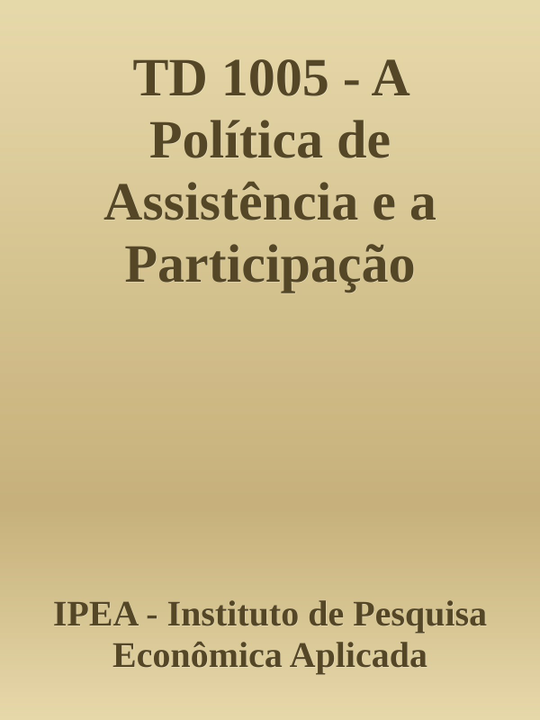 TD 1005 - A
Política de
Assistência e a
Participação
IPEA - Instituto de Pesquisa
Econômica Aplicada